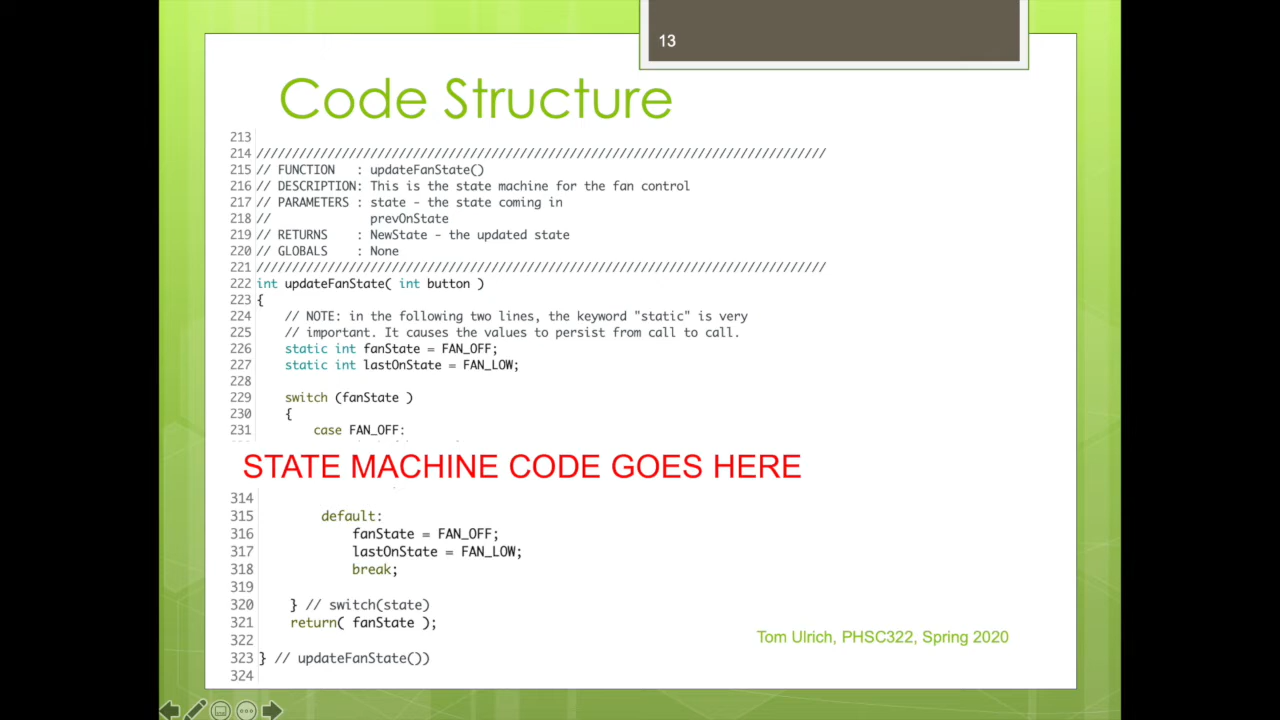 13
Code Structure
213
214 ////////////////////////////////////////////////////////////////////////////////
215 // FUNCTION   : updateFanState()
216 // DESCRIPTION: This is the state machine for the fan control
217 // PARAMETERS : state - the state coming in
218 //              prevOnState
219 // RETURNS    : NewState - the updated state
220 // GLOBALS    : None
221 ////////////////////////////////////////////////////////////////////////////////
222 int updateFanState( int button )
223 {
224     // NOTE: in the following two lines, the keyword "static" is very
225     // important. It causes the values to persist from call to call.
226     static int fanState = FAN_OFF;
227     static int lastOnState = FAN_LOW;
228
229     switch (fanState )
230     {
231         case FAN_OFF:
STATE MACHINE CODE GOES HERE
314
315         default:
316             fanState = FAN_OFF;
317             lastOnState = FAN_LOW;
318             break;
319
320     } // switch(state)
321     return( fanState );
322
323 } // updateFanState())
324
Tom Ulrich, PHSC322, Spring 2020